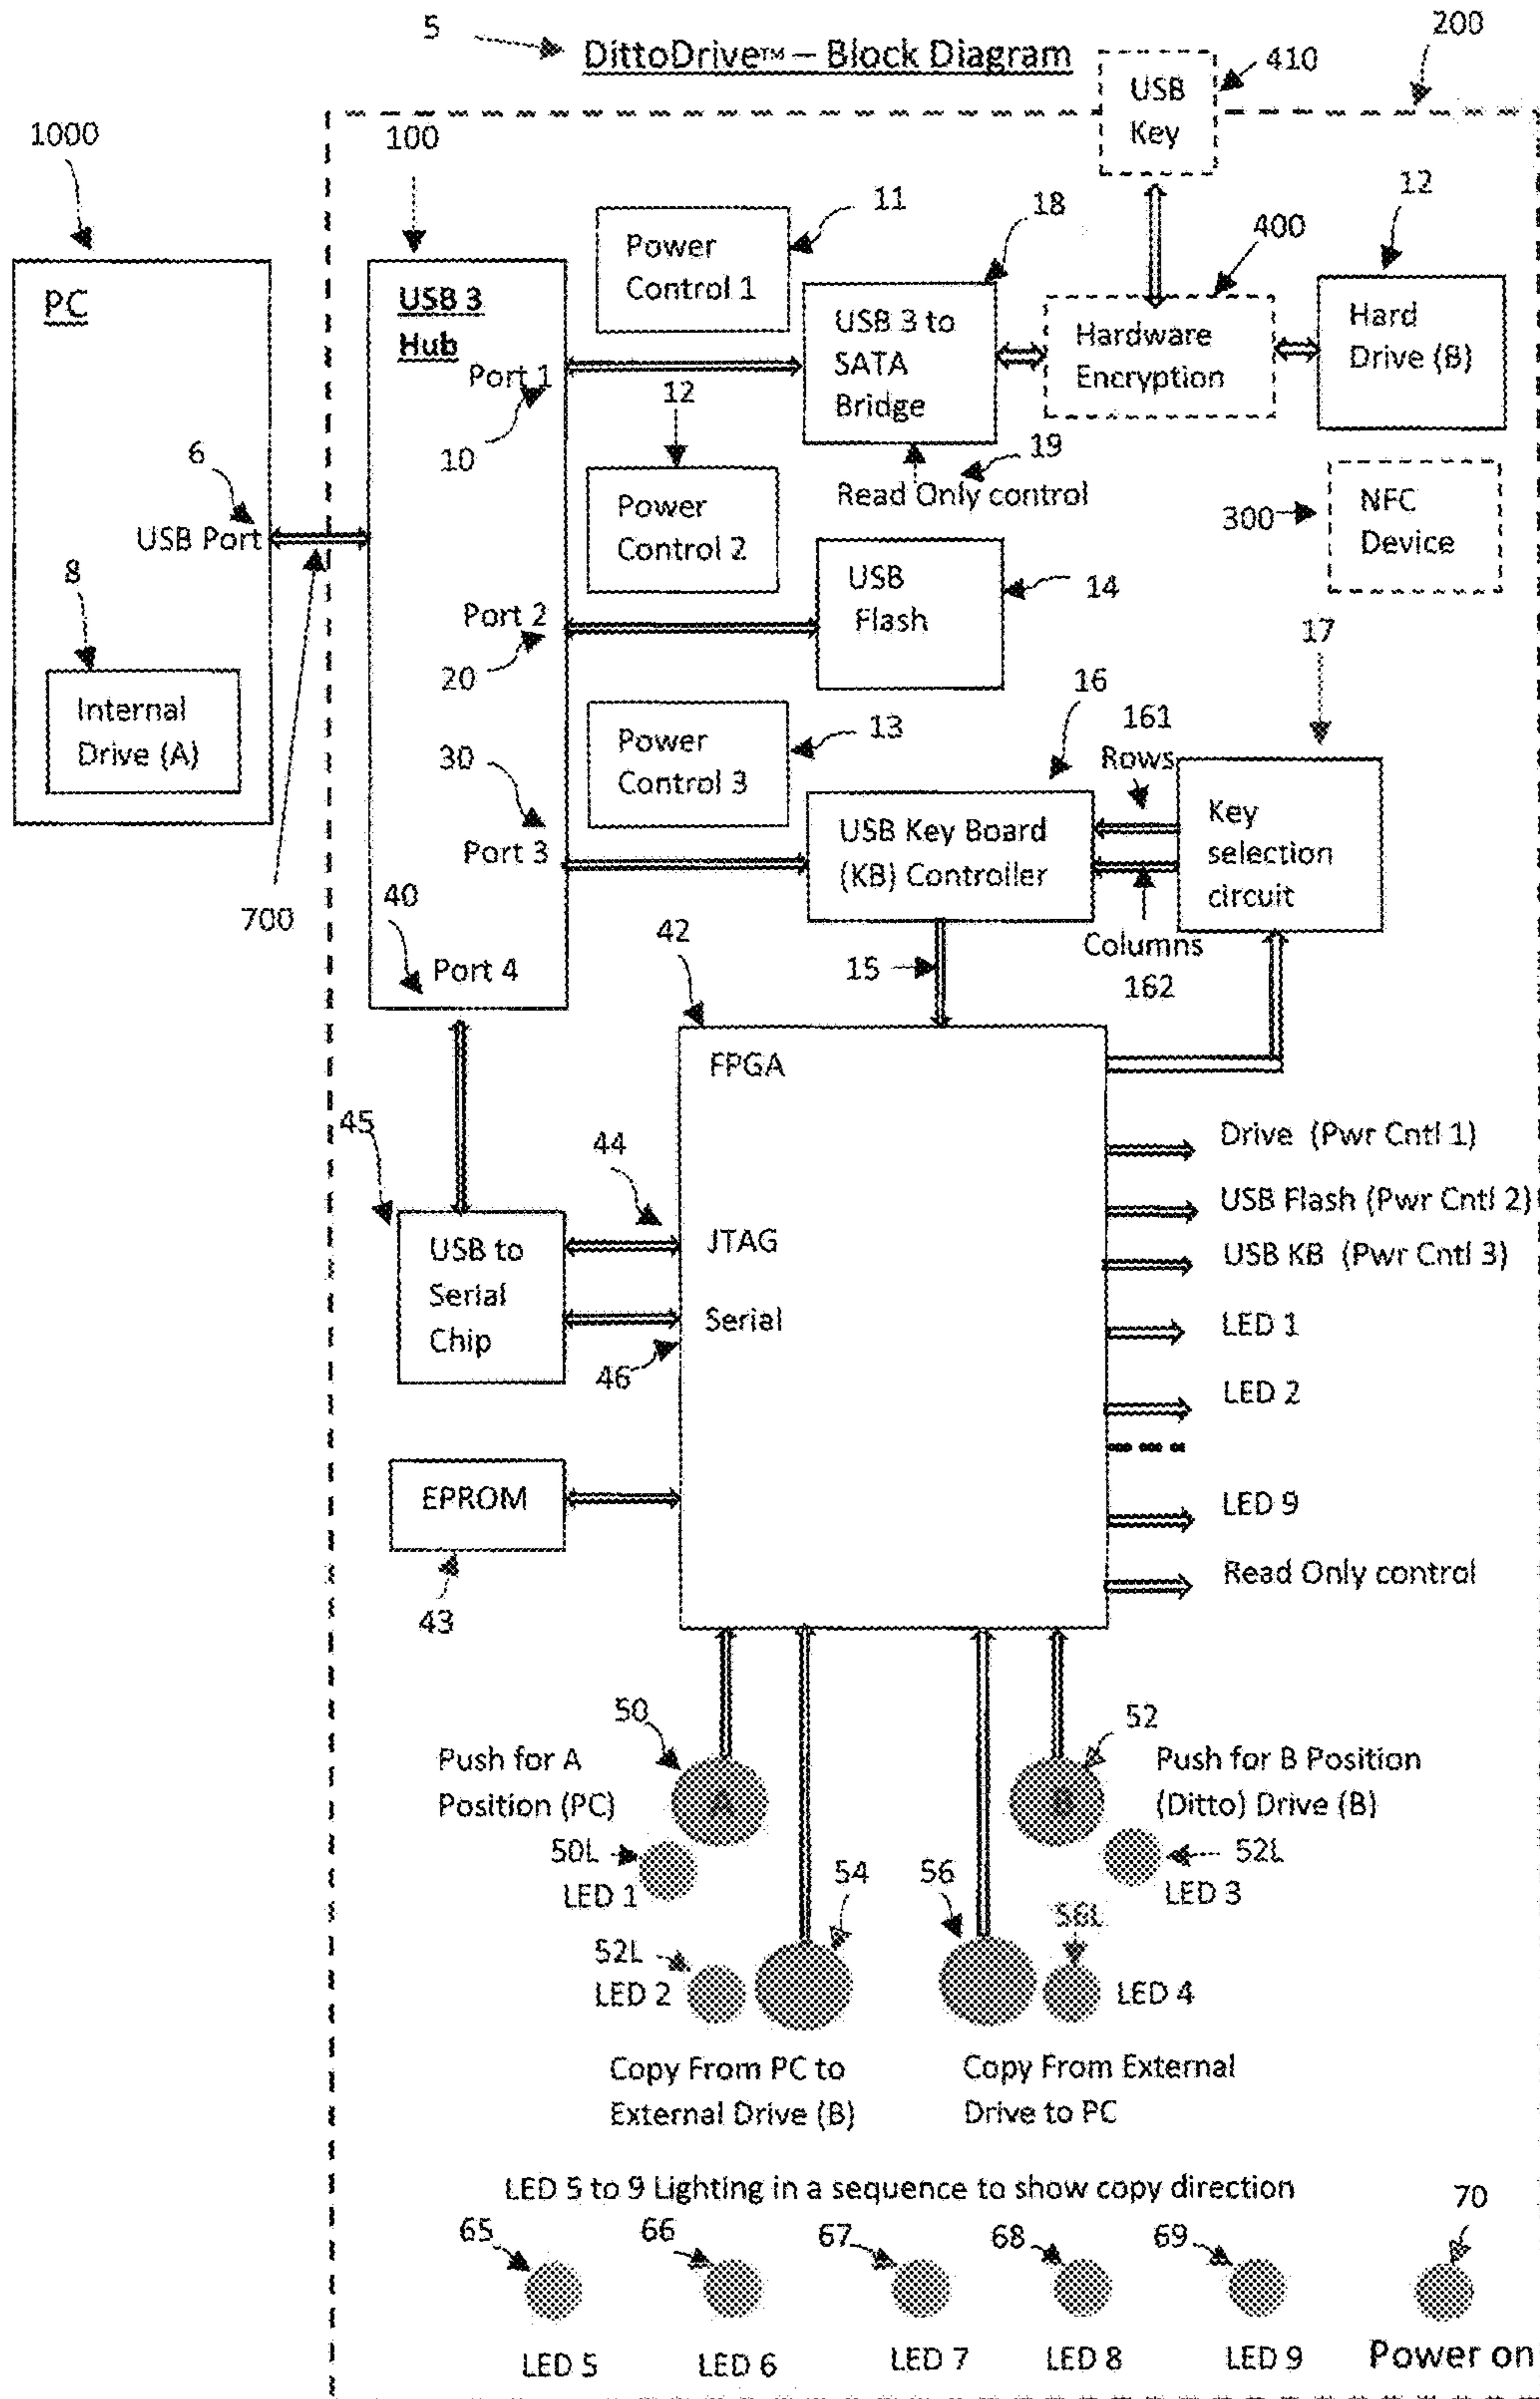 5
DittoDrive™ – Block Diagram
200
410
USB
Key
1000
100
11
18
12
400
PC
USB 3
Hub
Power
Control 1
USB 3 to
SATA
Bridge
Hardware
Encryption
Hard
Drive (B)
Port 1
10
12
19
Read Only control
6
USB Port
Power
Control 2
300
NFC
Device
8
USB
Flash
14
Port 2
20
17
Internal
Drive (A)
16
161
Rows
30
Power
Control 3
13
Port 3
USB Key Board
(KB) Controller
Key
selection
circuit
700
40
Port 4
42
15
Columns
162
FPGA
45
44
Drive (Pwr Cntl 1)
USB Flash (Pwr Cntl 2)
USB KB (Pwr Cntl 3)
USB to
Serial
Chip
JTAG
Serial
46
LED 1
LED 2
EPROM
LED 9
43
Read Only control
50
52
Push for A
Position (PC)
A
B
Push for B Position
(Ditto) Drive (B)
50L
LED 1
54
56
52L
LED 3
52L
LED 2
56L
LED 4
Copy From PC to
External Drive (B)
Copy From External
Drive to PC
LED 5 to 9 Lighting in a sequence to show copy direction
65
66
67
68
69
70
LED 5
LED 6
LED 7
LED 8
LED 9
Power on